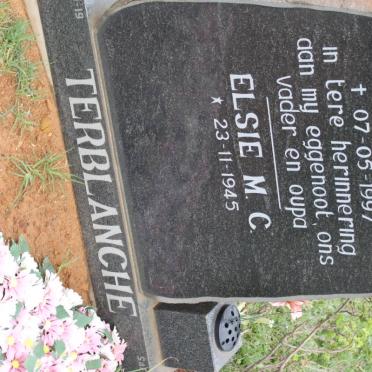 + 07-05-1997
In tere herinnering
aan my eggenoot, ons
vader en oupa
ELSIE M. C.
* 23-11-1945
TERBLANCHE